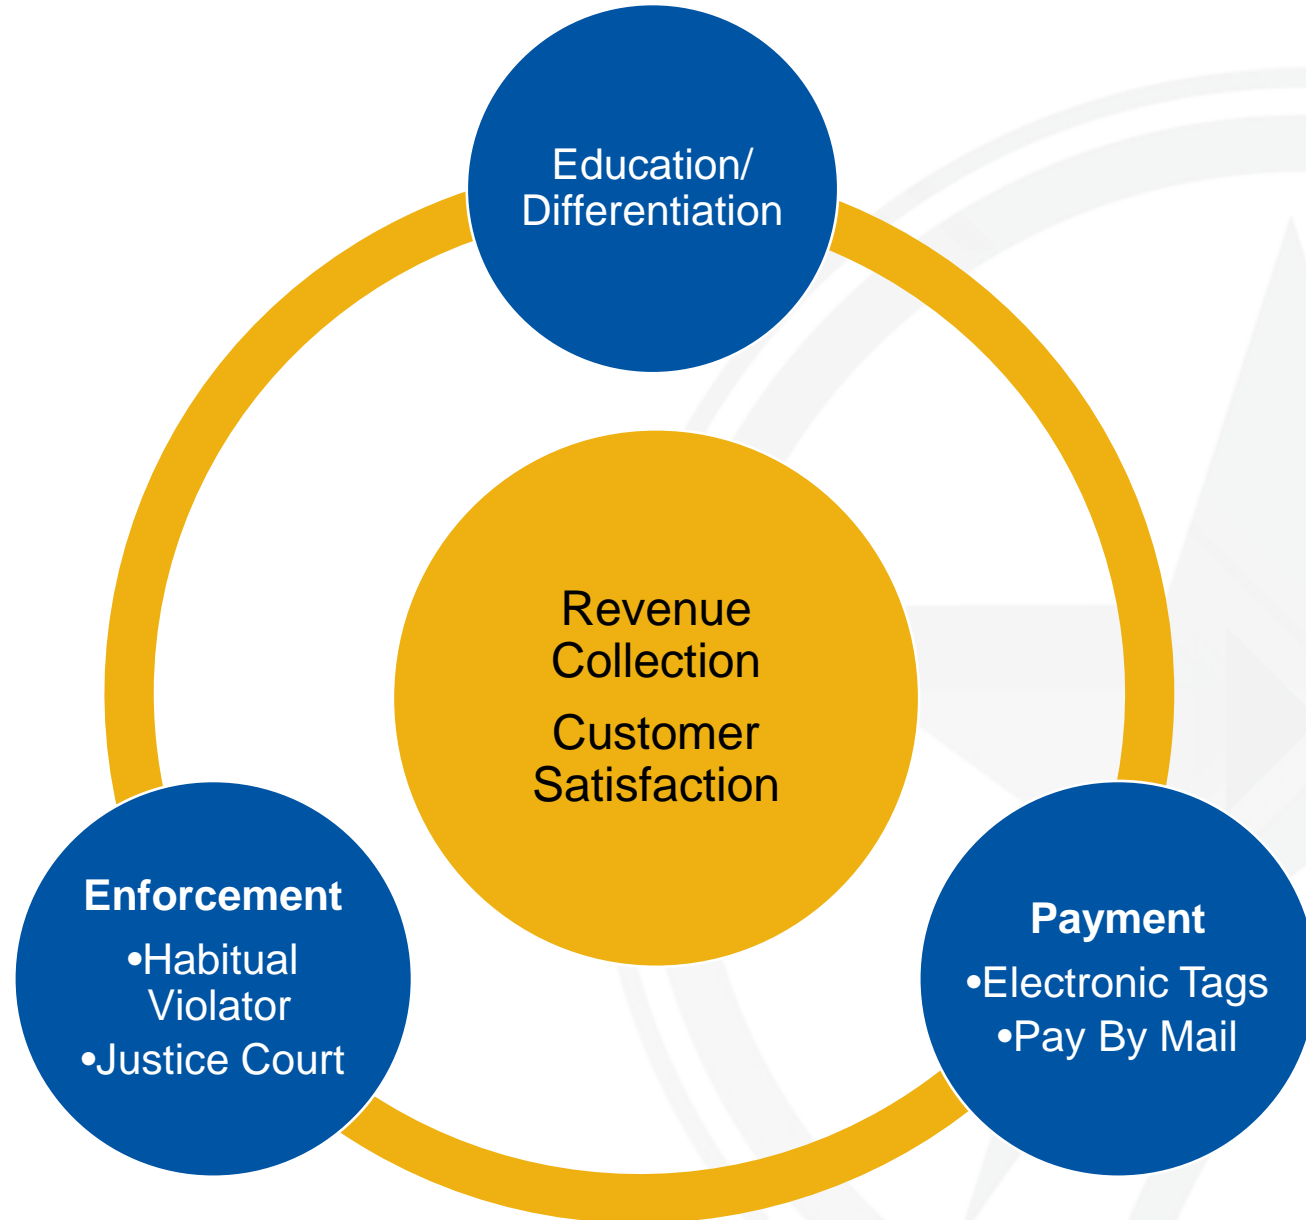 Education/
Differentiation
Revenue
Collection
Customer
Satisfaction
Enforcement
•Habitual
Violator
•Justice Court
Payment
•Electronic Tags
•Pay By Mail